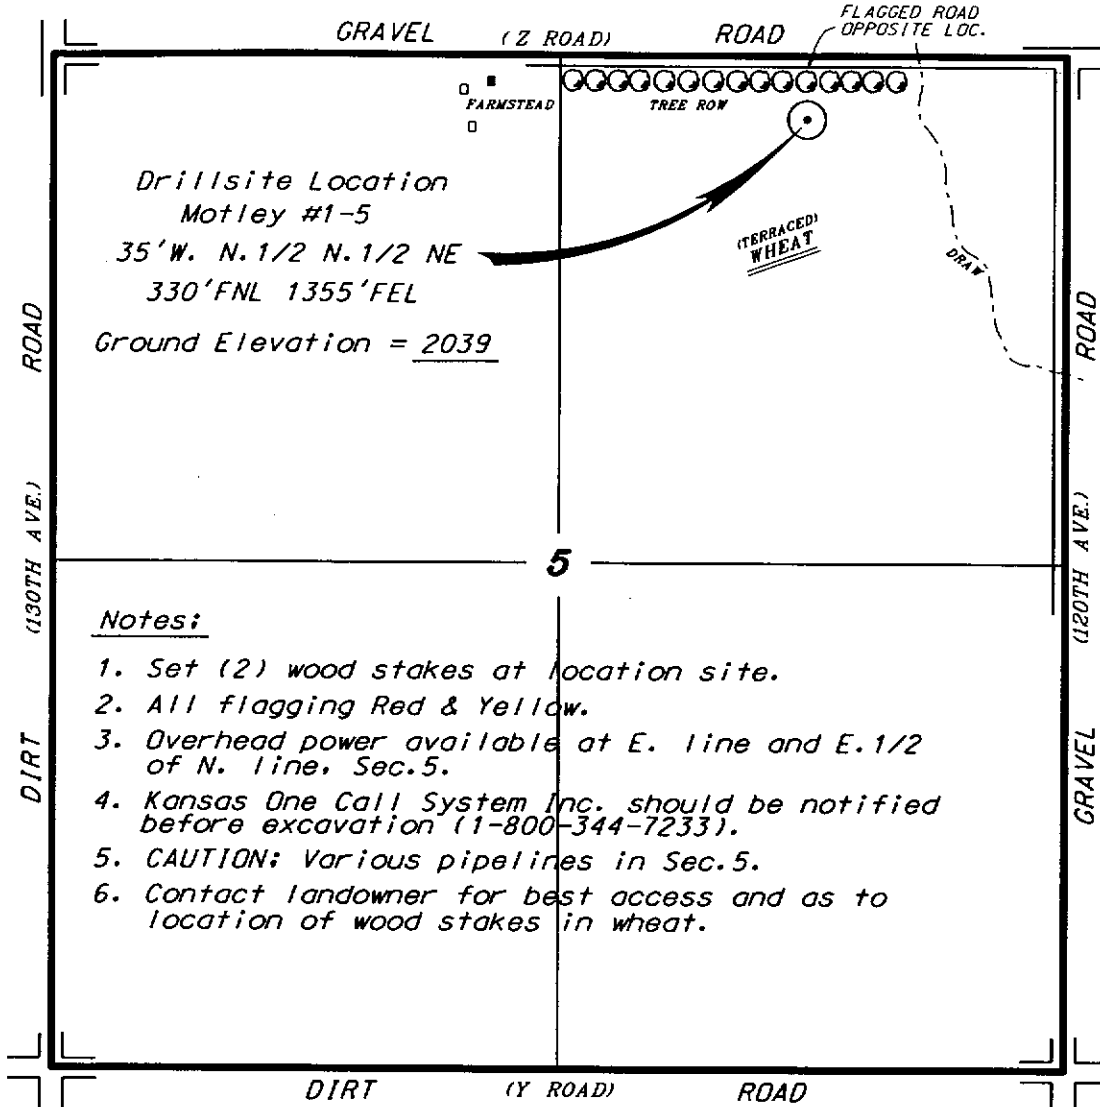 FLAGGED ROAD
OPPOSITE LOC.
GRAVEL (Z ROAD) ROAD
FARMSTEAD
TREE ROW
Drillsite Location
Motley #1-5
35'W. N.1/2 N.1/2 NE
330'FNL 1355'FEL
Ground Elevation = 2039
(TERRACED)
WHEAT
DRAW
DIRT (130TH AVE.) ROAD
GRAVEL (120TH AVE.) ROAD
5
Notes:
1. Set (2) wood stakes at location site.
2. All flagging Red & Yellow.
3. Overhead power available at E. line and E.1/2
of N. line, Sec.5.
4. Kansas One Call System Inc. should be notified
before excavation (1-800-344-7233).
5. CAUTION: Various pipelines in Sec.5.
6. Contact landowner for best access and as to
location of wood stakes in wheat.
DIRT (Y ROAD) ROAD